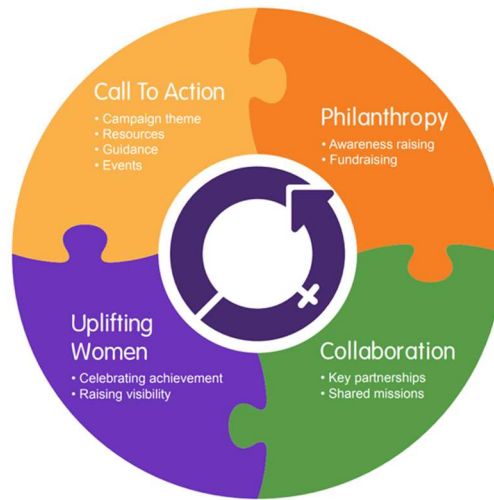 Call To Action
• Campaign theme
• Resources
• Guidance
• Events
Philanthropy
• Awareness raising
• Fundraising
Uplifting
Women
• Celebrating achievement
• Raising visibility
Collaboration
• Key partnerships
• Shared missions